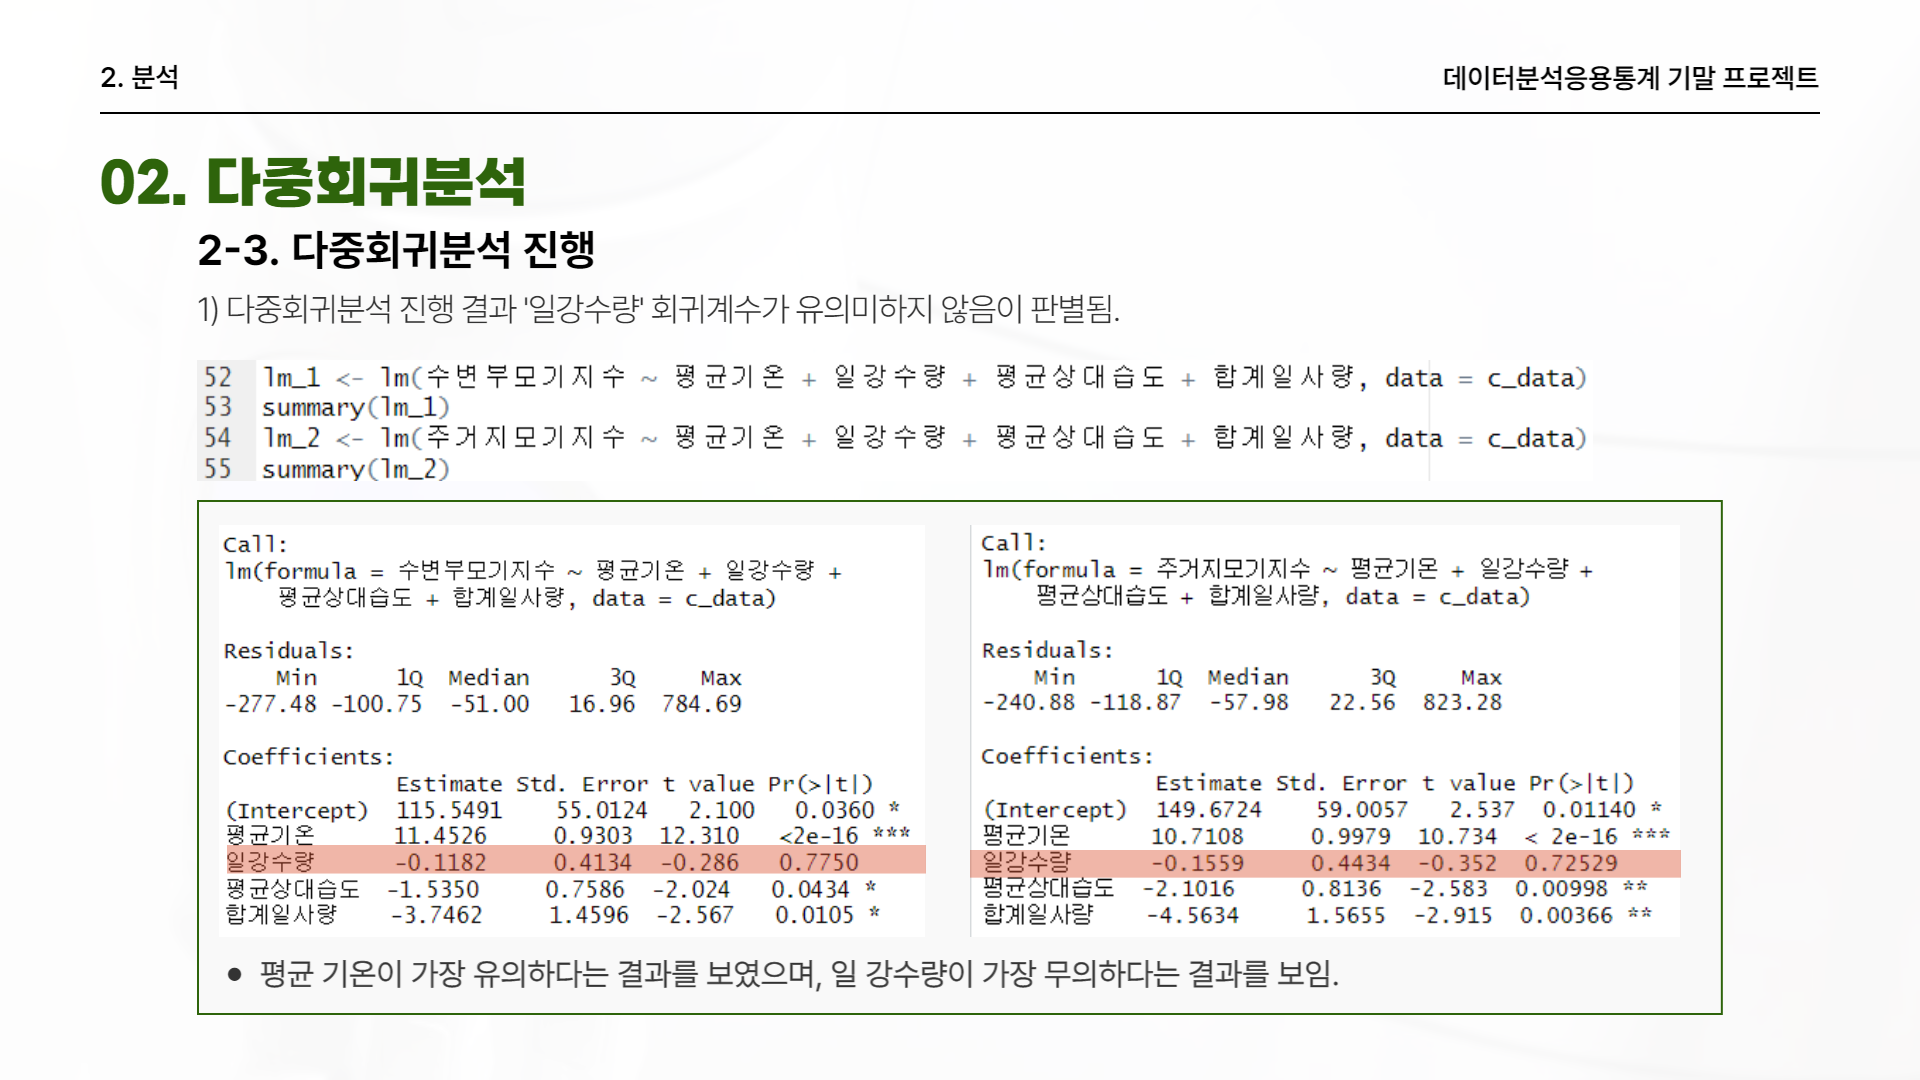 2. 분석
데이터분석응용통계 기말 프로젝트
02. 다중회귀분석
2-3. 다중회귀분석 진행
1) 다중회귀분석 진행 결과 '일강수량' 회귀계수가 유의미하지 않음이 판별됨.
52 lm_1 <- lm(수변부모기지수 ~ 평균기온 + 일강수량 + 평균상대습도 + 합계일사량, data = c_data)
53 summary(lm_1)
54 lm_2 <- lm(주거지모기지수 ~ 평균기온 + 일강수량 + 평균상대습도 + 합계일사량, data = c_data)
55 summary(lm_2)
Call:
lm(formula = 수변부모기지수 ~ 평균기온 + 일강수량 +
평균상대습도 + 합계일사량, data = c_data)
Residuals:
Min 1Q Median 3Q Max
-277.48 -100.75 -51.00 16.96 784.69
Coefficients:
Estimate Std. Error t value Pr(>|t|)
(Intercept) 115.5491 55.0124 2.100 0.0360 *
평균기온 11.4526 0.9303 12.310 <2e-16 ***
일강수량 -0.1182 0.4134 -0.286 0.7750
평균상대습도 -1.5350 0.7586 -2.024 0.0434 *
합계일사량 -3.7462 1.4596 -2.567 0.0105 *
Call:
lm(formula = 주거지모기지수 ~ 평균기온 + 일강수량 +
평균상대습도 + 합계일사량, data = c_data)
Residuals:
Min 1Q Median 3Q Max
-240.88 -118.87 -57.98 22.56 823.28
Coefficients:
Estimate Std. Error t value Pr(>|t|)
(Intercept) 149.6724 59.0057 2.537 0.01140 *
평균기온 10.7108 0.9979 10.734 < 2e-16 ***
일강수량 -0.1559 0.4434 -0.352 0.72529
평균상대습도 -2.1016 0.8136 -2.583 0.00998 **
합계일사량 -4.5634 1.5655 -2.915 0.00366 **
● 평균 기온이 가장 유의하다는 결과를 보였으며, 일 강수량이 가장 무의하다는 결과를 보임.